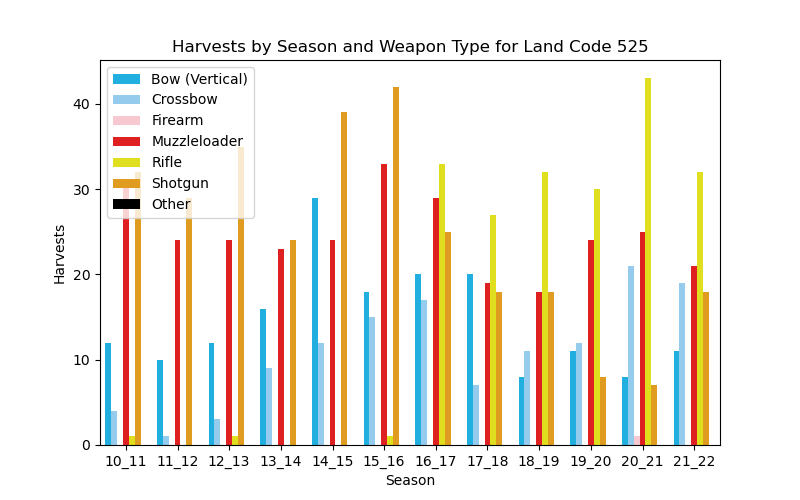 Harvests by Season and Weapon Type for Land Code 525
Bow (Vertical)
Crossbow
Firearm
Muzzleloader
Rifle
Shotgun
Other
Harvests
40
30
20
10
0
10_11 11_12 12_13 13_14 14_15 15_16 16_17 17_18 18_19 19_20 20_21 21_22
Season